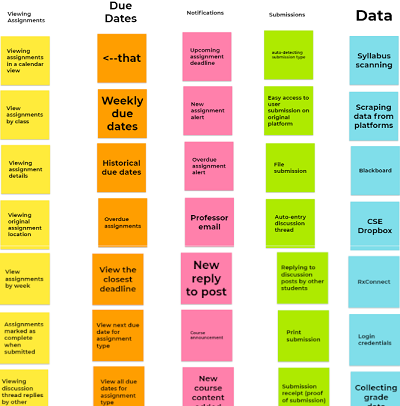 Viewing
Assignments
Due
Dates
Notifications
Submissions
Data
Viewing
assignments
in a calendar
view
<--that
Upcoming
assignment
deadline
auto-detecting
submission type
Syllabus
scanning
View
assignments
by class
Weekly
due
dates
New
assignment
alert
Easy access to
user
submission on
original
platform
Scraping
data from
platforms
Viewing
assignment
details
Historical
due dates
Overdue
assignment
alert
File
submission
Blackboard
Viewing
original
assignment
location
Overdue
assignments
Professor
email
Auto-entry
discussion
thread
CSE
Dropbox
View
assignments
by week
View the
closest
deadline
New
reply
to post
Replying to
discussion
posts by other
students
RxConnect
Assignments
marked as
complete
when
submitted
View next due
date for
assignment
type
Course
announcement
Print
submission
Login
credentials
Viewing
discussion
thread replies
by other
View all due
dates for
assignment
type
New
course
content
added
Submission
receipt (proof
of submission)
Collecting
grade
data